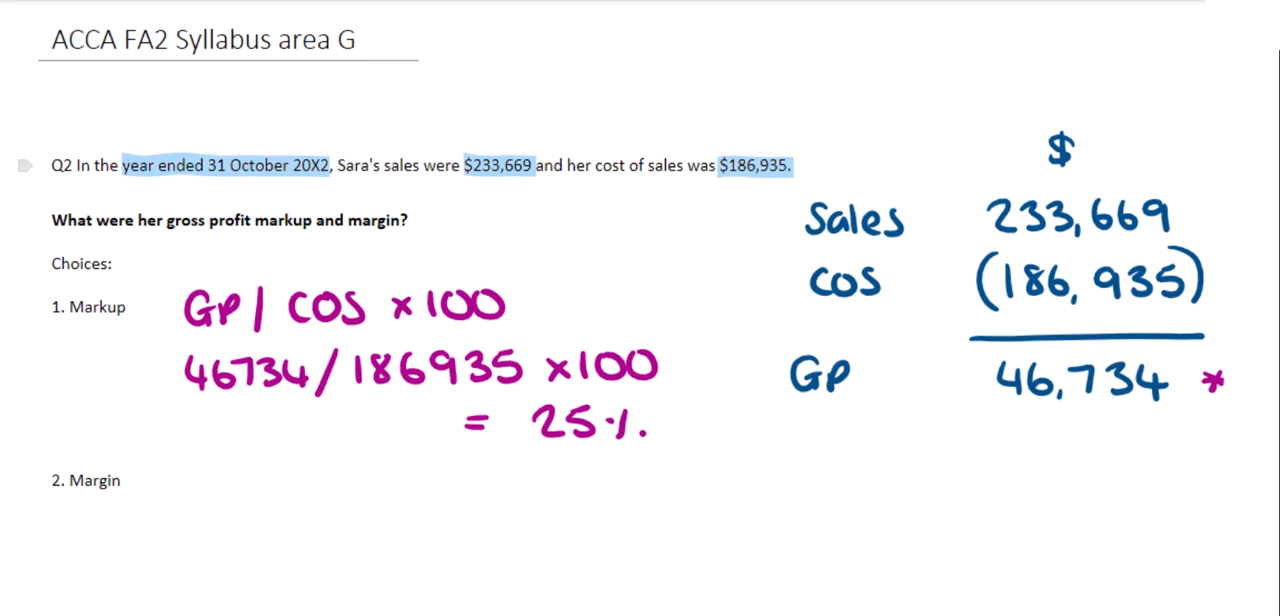 ACCA FA2 Syllabus area G
Q2 In the year ended 31 October 20X2, Sara's sales were $233,669 and her cost of sales was $186,935.
What were her gross profit markup and margin?
Choices:
1. Markup
GP / COS x 100
46734 / 186935 x100
= 25%.
2. Margin
$
Sales 233,669
COS (186,935)
GP 46,734 *